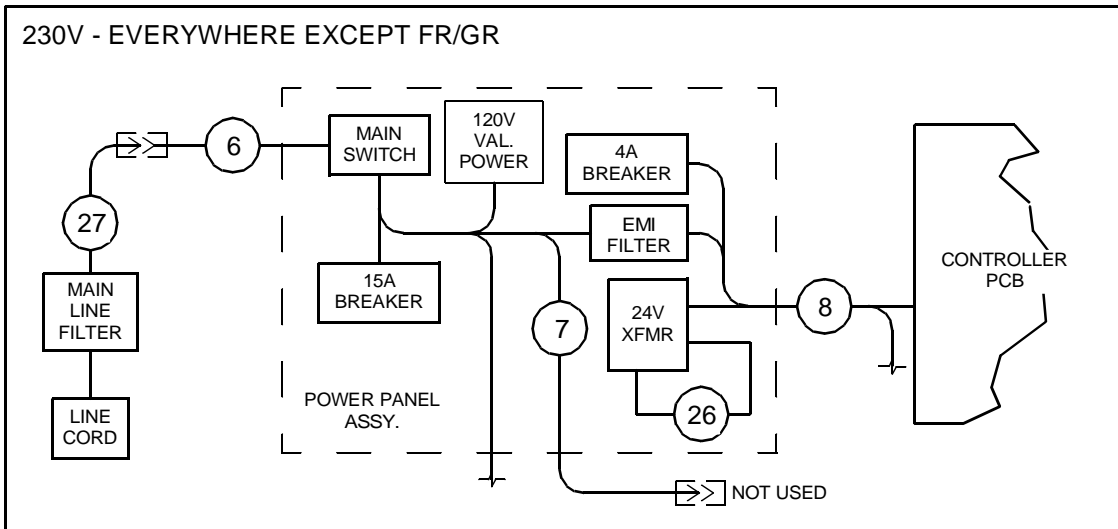 230V - EVERYWHERE EXCEPT FR/GR
6
MAIN
SWITCH
120V
VAL.
POWER
4A
BREAKER
27
EMI
FILTER
MAIN
LINE
FILTER
15A
BREAKER
7
24V
XFMR
8
CONTROLLER
PCB
LINE
CORD
POWER PANEL
ASSY.
26
NOT USED